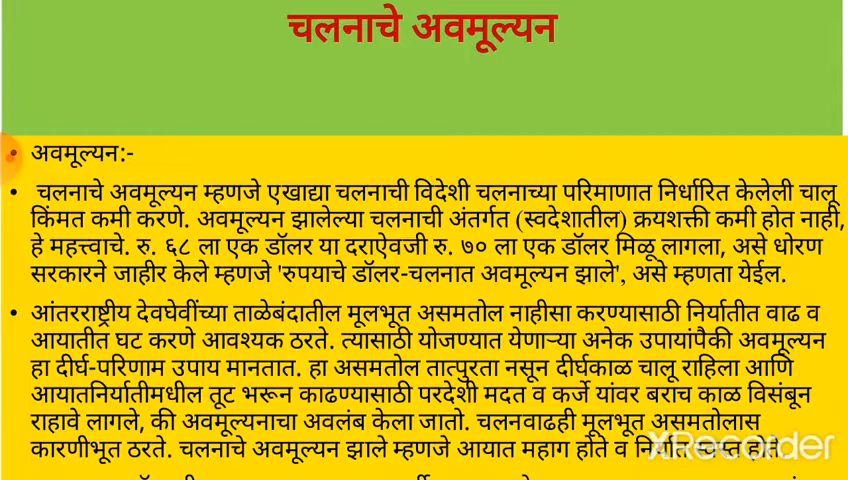 चलनाचे अवमूल्यन
• अवमूल्यन:-
• चलनाचे अवमूल्यन म्हणजे एखाद्या चलनाची विदेशी चलनाच्या परिमाणात निर्धारित केलेली चालू
किंमत कमी करणे. अवमूल्यन झालेल्या चलनाची अंतर्गत (स्वदेशातील) क्रयशक्ती कमी होत नाही,
हे महत्त्वाचे. रु. ६८ ला एक डॉलर या दराऐवजी रु. ७० ला एक डॉलर मिळू लागला, असे धोरण
सरकारने जाहीर केले म्हणजे 'रुपयाचे डॉलर-चलनात अवमूल्यन झाले', असे म्हणता येईल.
• आंतरराष्ट्रीय देवघेवींच्या ताळेबंदातील मूलभूत असमतोल नाहीसा करण्यासाठी निर्यातीत वाढ व
आयातीत घट करणे आवश्यक ठरते. त्यासाठी योजण्यात येणाऱ्या अनेक उपायांपैकी अवमूल्यन
हा दीर्घ-परिणाम उपाय मानतात. हा असमतोल तात्पुरता नसून दीर्घकाळ चालू राहिला आणि
आयातनिर्यातीमधील तूट भरून काढण्यासाठी परदेशी मदत व कर्जे यांवर बराच काळ विसंबून
राहावे लागले, की अवमूल्यनाचा अवलंब केला जातो. चलनवाढही मूलभूत असमतोलास
कारणीभूत ठरते. चलनाचे अवमूल्यन झाले म्हणजे आयात महाग होते व निर्यात स्वस्त होते.
XRecorder